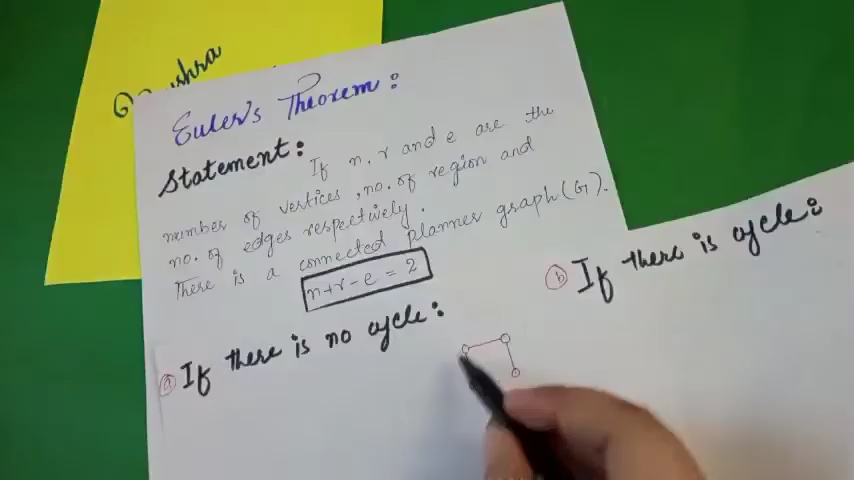 Euler's Theorem:
Statement:
If n, r and e are the
number of vertices, no. of region and
no. of edges respectively.
There is a connected planner graph (G).
n+r-e = 2
(a) If there is no cycle:
(b) If there is cycle: